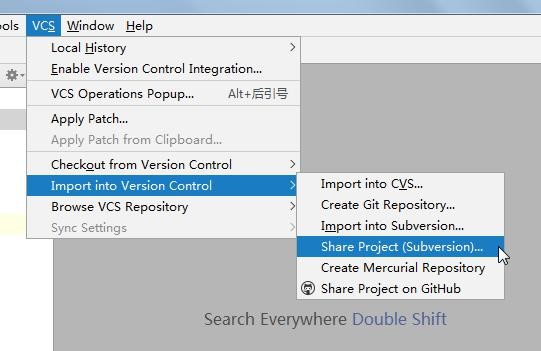 ols VCS Window Help
Local History
Enable Version Control Integration...
VCS Operations Popup... Alt+后引号
Apply Patch...
Apply Patch from Clipboard...
Checkout from Version Control
Import into Version Control
Browse VCS Repository
Sync Settings
Import into CVS...
Create Git Repository...
Import into Subversion...
Share Project (Subversion)...
Create Mercurial Repository
Share Project on GitHub
Search Everywhere Double Shift